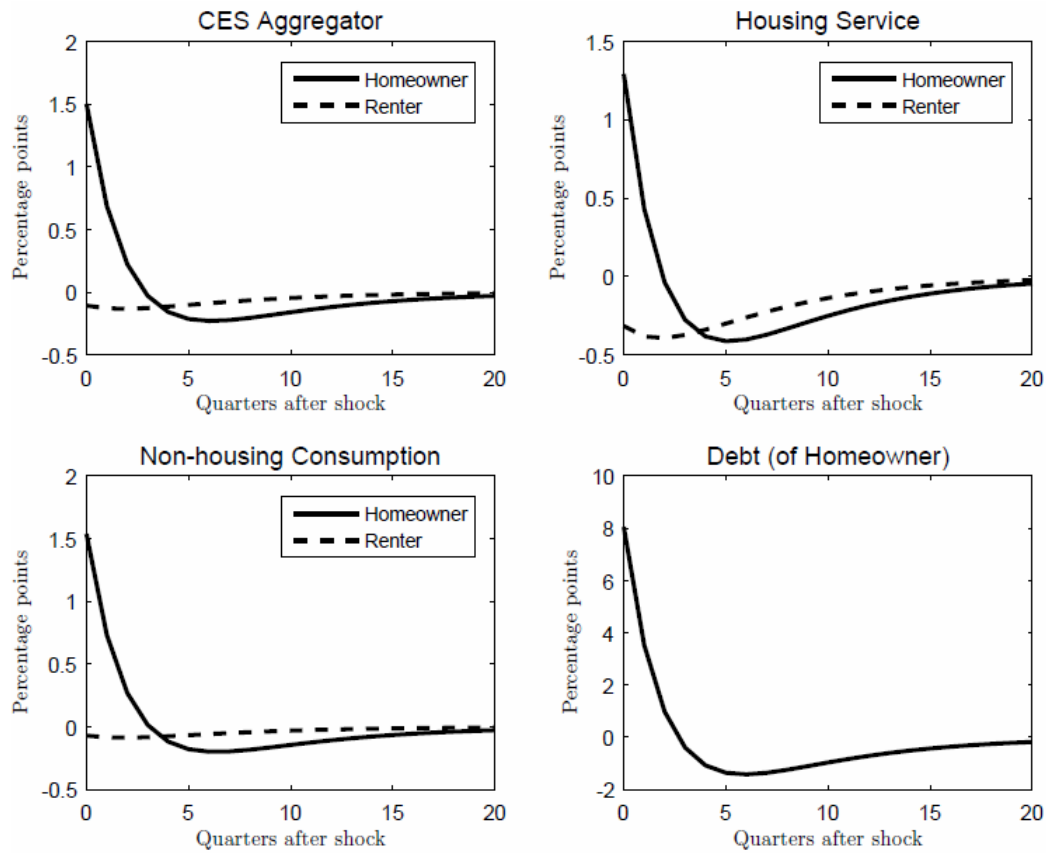 CES Aggregator
Percentage points
2
1.5
1
0.5
0
-0.5
Homeowner
Renter
0 5 10 15 20
Quarters after shock
Housing Service
Percentage points
1.5
1
0.5
0
-0.5
Homeowner
Renter
0 5 10 15 20
Quarters after shock
Non-housing Consumption
Percentage points
2
1.5
1
0.5
0
-0.5
Homeowner
Renter
0 5 10 15 20
Quarters after shock
Debt (of Homeowner)
Percentage points
10
8
6
4
2
0
-2
0 5 10 15 20
Quarters after shock